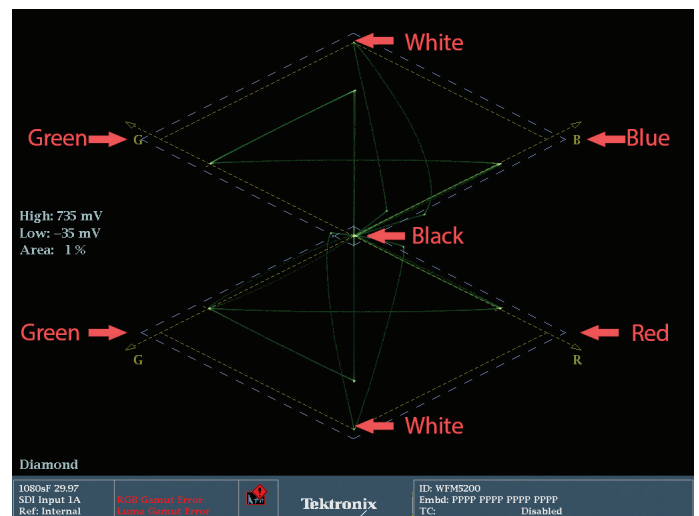 White
Green
G
B
Blue
High: 735 mV
Low: -35 mV
Area: 1 %
Black
Green
G
Red
R
White
Diamond
1080sF 29.97
SDI Input 1A
Ref: Internal
RGB Gamut Error
Luma Gamut Error
Tektronix
ID: WFM5200
Embd: PPPP PPPP PPPP PPPP
TC: Disabled